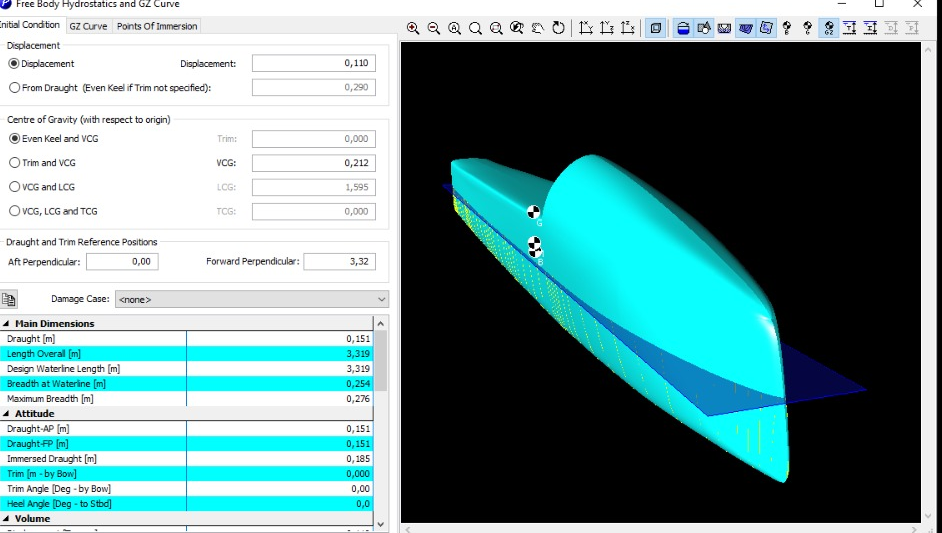 Free Body Hydrostatics and GZ Curve
Initial Condition GZ Curve Points Of Immersion
Displacement
Displacement Displacement: 0,110
From Draught (Even Keel if Trim not specified): 0,290
Centre of Gravity (with respect to origin)
Even Keel and VCG Trim: 0,000
Trim and VCG VCG: 0,212
VCG and LCG LCG: 1,595
VCG, LCG and TCG TCG: 0,000
Draught and Trim Reference Positions
Aft Perpendicular: 0,00 Forward Perpendicular: 3,32
Damage Case: <none>
Main Dimensions
Draught [m] 0,151
Length Overall [m] 3,319
Design Waterline Length [m] 3,319
Breadth at Waterline [m] 0,254
Maximum Breadth [m] 0,276
Attitude
Draught-AP [m] 0,151
Draught-FP [m] 0,151
Immersed Draught [m] 0,185
Trim [m - by Bow] 0,000
Trim Angle [Deg - by Bow] 0,00
Heel Angle [Deg - to Stbd] 0,0
Volume
G
B